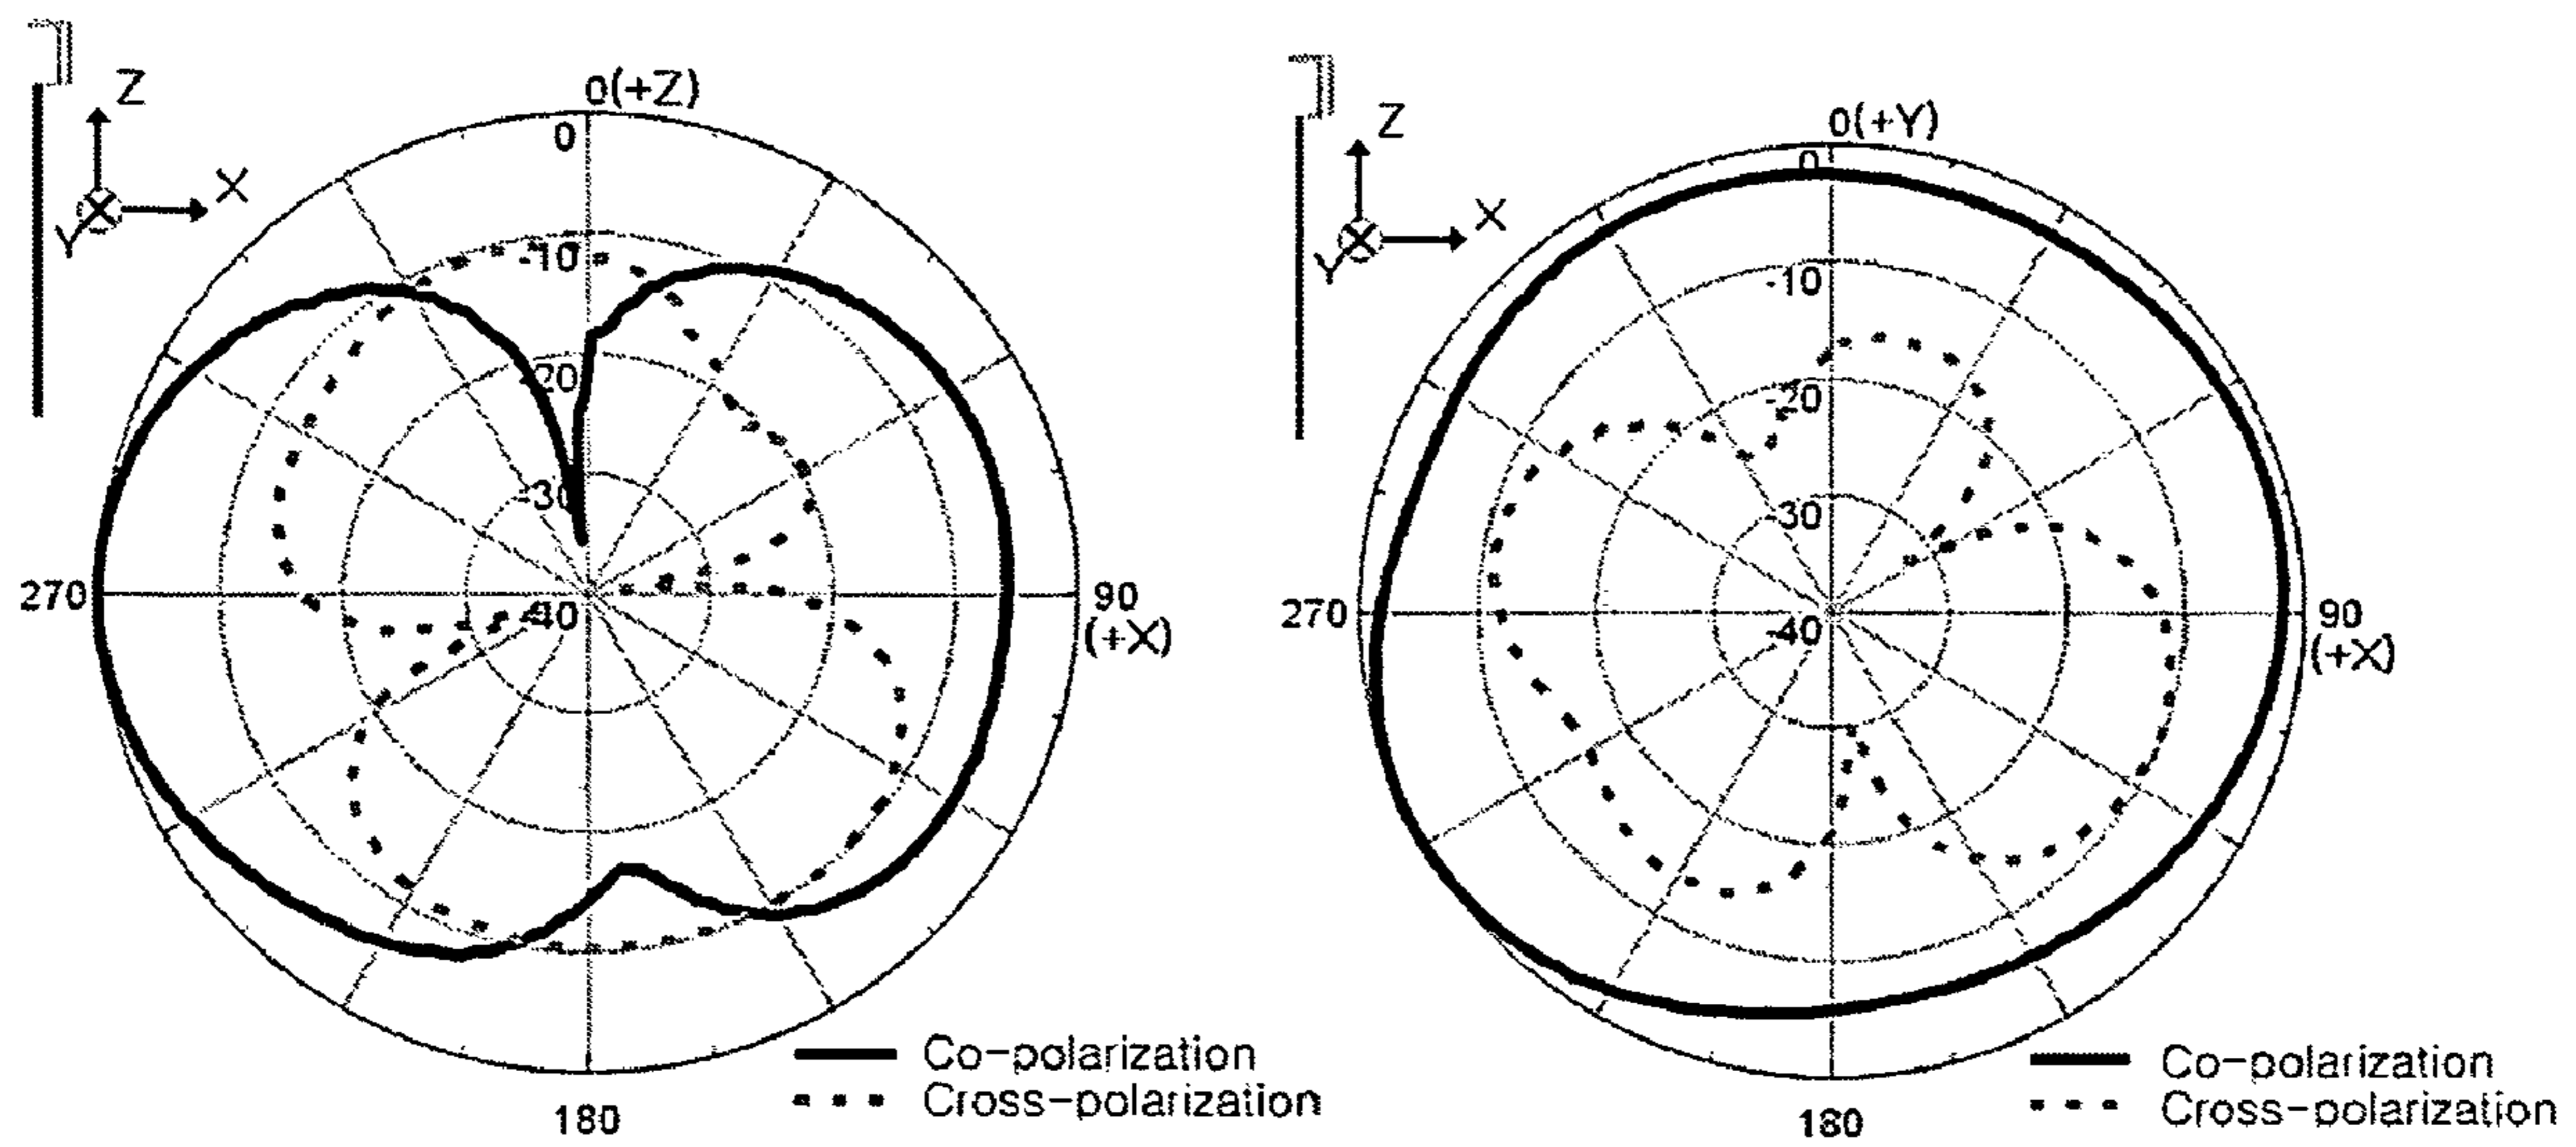 Z
X
Y
0(+Z)
0
-10
-20
-30
-40
270
90
(+X)
180
Co-polarization
Cross-polarization
Z
X
Y
0(+Y)
0
-10
-20
-30
-40
270
90
(+X)
180
Co-polarization
Cross-polarization